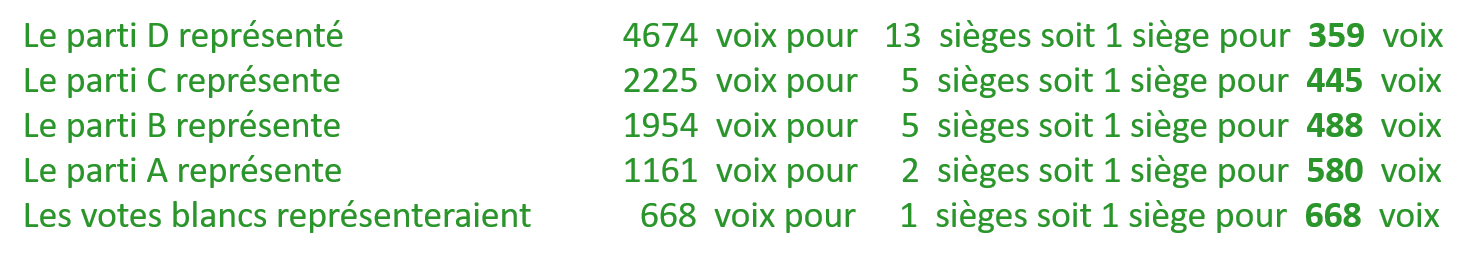 Le parti D représenté 4674 voix pour 13 sièges soit 1 siège pour 359 voix
Le parti C représente 2225 voix pour 5 sièges soit 1 siège pour 445 voix
Le parti B représente 1954 voix pour 5 sièges soit 1 siège pour 488 voix
Le parti A représente 1161 voix pour 2 sièges soit 1 siège pour 580 voix
Les votes blancs représenteraient 668 voix pour 1 sièges soit 1 siège pour 668 voix